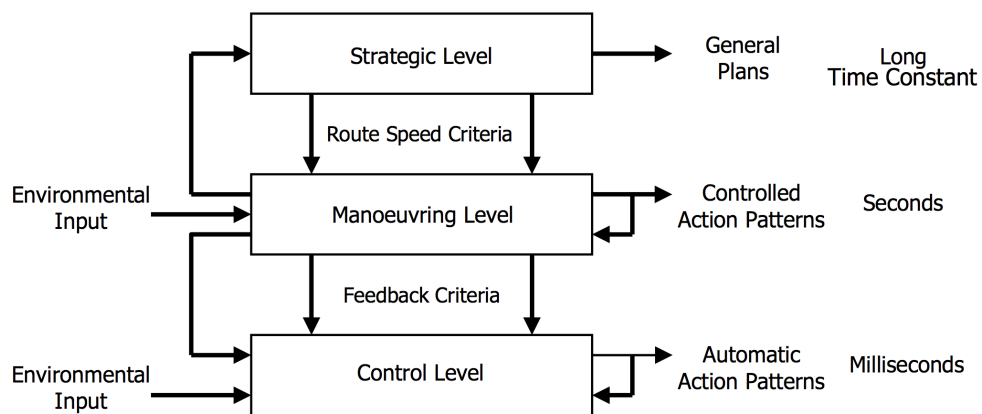 Strategic Level
General
Plans
Long
Time Constant
Route Speed Criteria
Environmental
Input
Manoeuvring Level
Controlled
Action Patterns
Seconds
Feedback Criteria
Environmental
Input
Control Level
Automatic
Action Patterns
Milliseconds